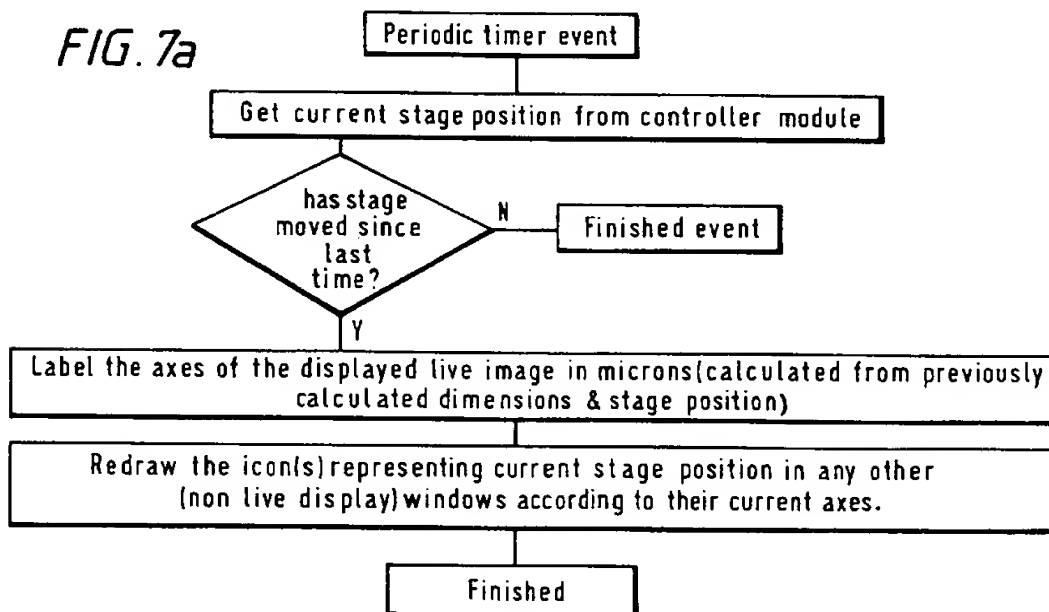 FIG. 7a
Periodic timer event
Get current stage position from controller module
has stage
moved since
last
time?
N
Finished event
Y
Label the axes of the displayed live image in microns(calculated from previously
calculated dimensions & stage position)
Redraw the icon(s) representing current stage position in any other
(non live display) windows according to their current axes.
Finished